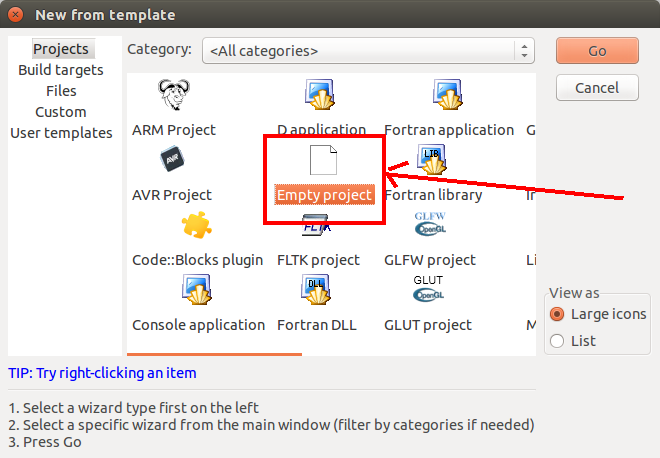 New from template
Projects
Build targets
Files
Custom
User templates
Category:
<All categories>
Go
Cancel
ARM Project
D application
Fortran application
G
AVR
AVR Project
Empty project
LIB
Fortran library
Code::Blocks plugin
FLTK
FLTK project
GLFW
OpenGL
GLFW project
Li
Console application
DLL
Fortran DLL
GLUT
OpenGL
GLUT project
M
View as
Large icons
List
TIP: Try right-clicking an item
1. Select a wizard type first on the left
2. Select a specific wizard from the main window (filter by categories if needed)
3. Press Go